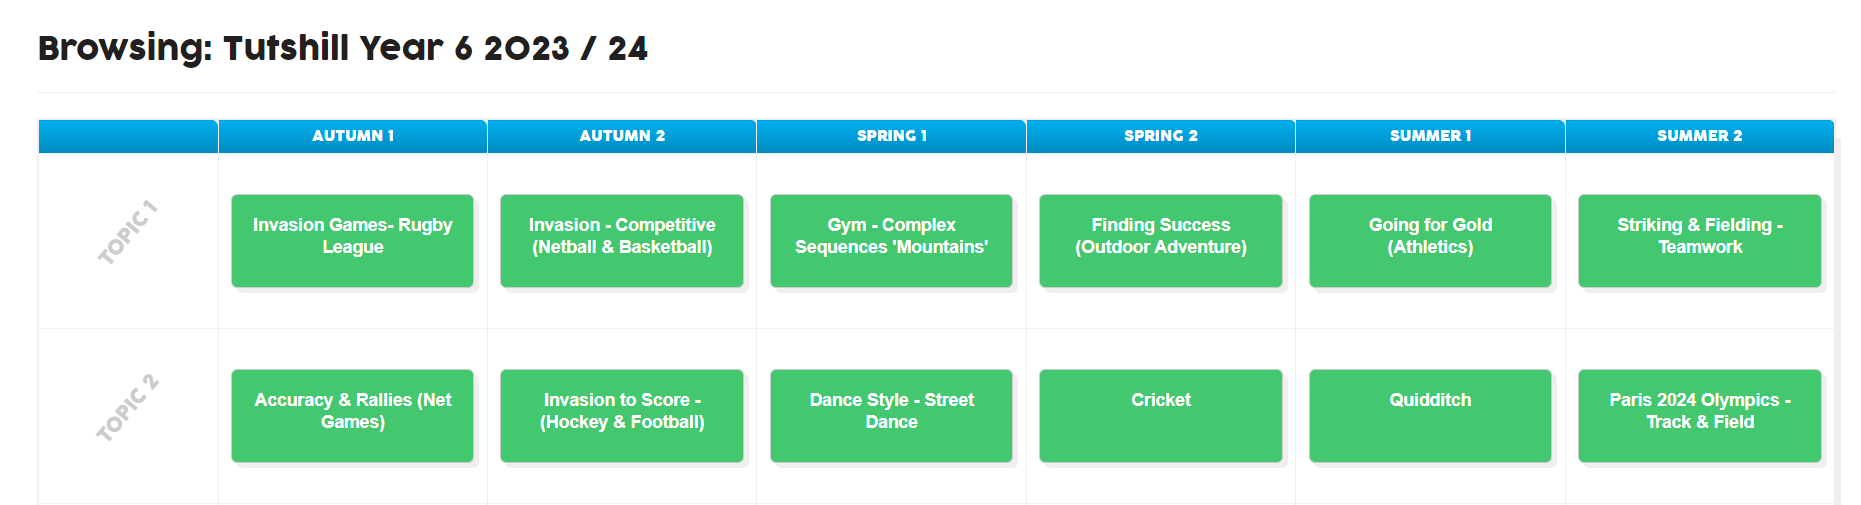 Browsing: Tutshill Year 6 2023 / 24
AUTUMN 1
AUTUMN 2
SPRING 1
SPRING 2
SUMMER 1
SUMMER 2
TOPIC 1
Invasion Games- Rugby
League
Invasion - Competitive
(Netball & Basketball)
Gym - Complex
Sequences 'Mountains'
Finding Success
(Outdoor Adventure)
Going for Gold
(Athletics)
Striking & Fielding -
Teamwork
TOPIC 2
Accuracy & Rallies (Net
Games)
Invasion to Score -
(Hockey & Football)
Dance Style - Street
Dance
Cricket
Quidditch
Paris 2024 Olympics -
Track & Field